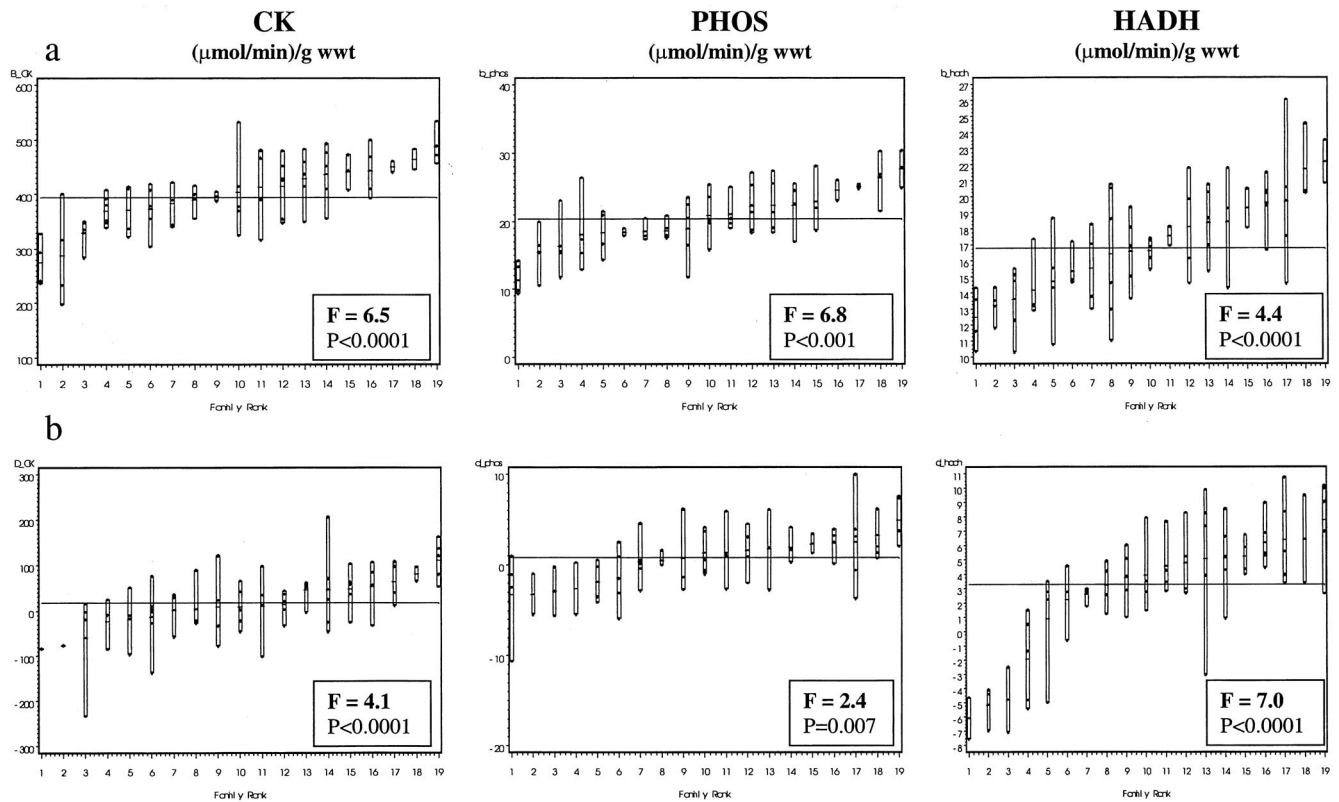 CK
(μmol/min)/g wwt
PHOS
(μmol/min)/g wwt
HADH
(μmol/min)/g wwt
a
B_CK
600
500
400
300
200
100
F = 6.5
P<0.0001
1 2 3 4 5 6 7 8 9 10 11 12 13 14 15 16 17 18 19
Family Rank
b_phos
40
30
20
10
0
F = 6.8
P<0.001
1 2 3 4 5 6 7 8 9 10 11 12 13 14 15 16 17 18 19
Family Rank
b_hadh
27
26
25
24
23
22
21
20
19
18
17
16
15
14
13
12
11
10
F = 4.4
P<0.0001
1 2 3 4 5 6 7 8 9 10 11 12 13 14 15 16 17 18 19
Family Rank
b
D_CK
300
200
100
0
-100
-200
-300
F = 4.1
P<0.0001
1 2 3 4 5 6 7 8 9 10 11 12 13 14 15 16 17 18 19
Family Rank
d_phos
10
0
-10
-20
F = 2.4
P=0.007
1 2 3 4 5 6 7 8 9 10 11 12 13 14 15 16 17 18 19
Family Rank
d_hadh
11
10
9
8
7
6
5
4
3
2
1
0
-1
-2
-3
-4
-5
-6
-7
-8
F = 7.0
P<0.0001
1 2 3 4 5 6 7 8 9 10 11 12 13 14 15 16 17 18 19
Family Rank